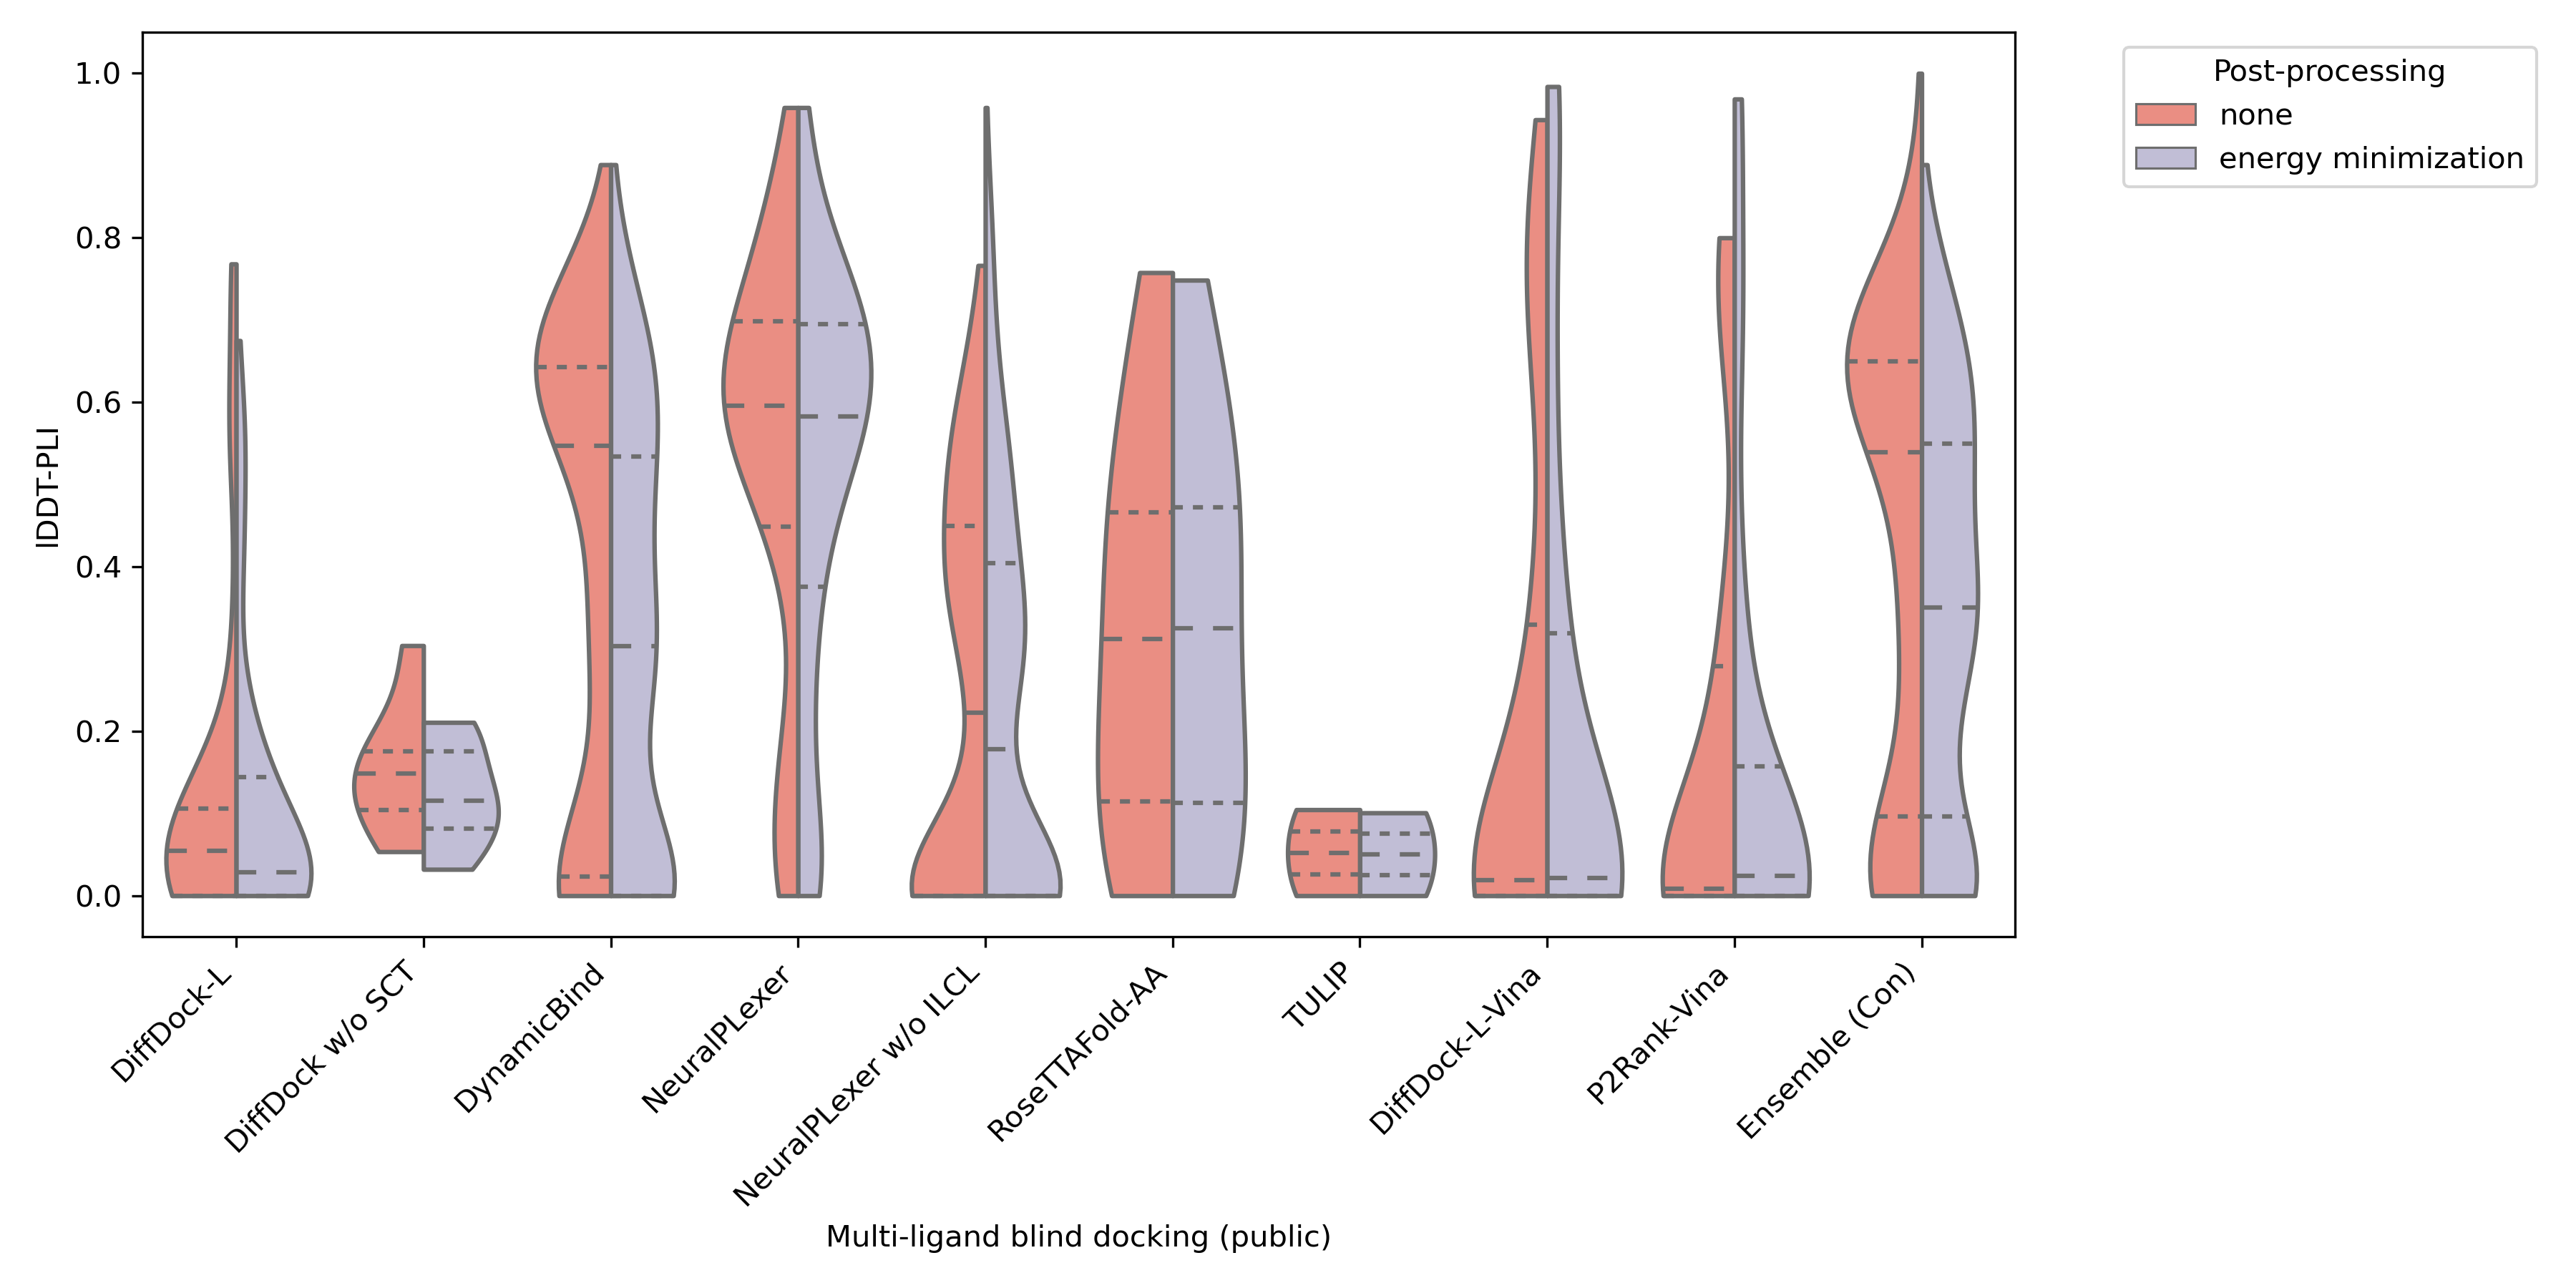 Post-processing
none
energy minimization
1.0
0.8
0.6
0.4
0.2
0.0
lDDT-PLI
DiffDock-L
DiffDock w/o SCT
DynamicBind
NeuralPLexer
NeuralPLexer w/o ILCL
RoseTTAFold-AA
TULIP
DiffDock-L-Vina
P2Rank-Vina
Ensemble (Con)
Multi-ligand blind docking (public)